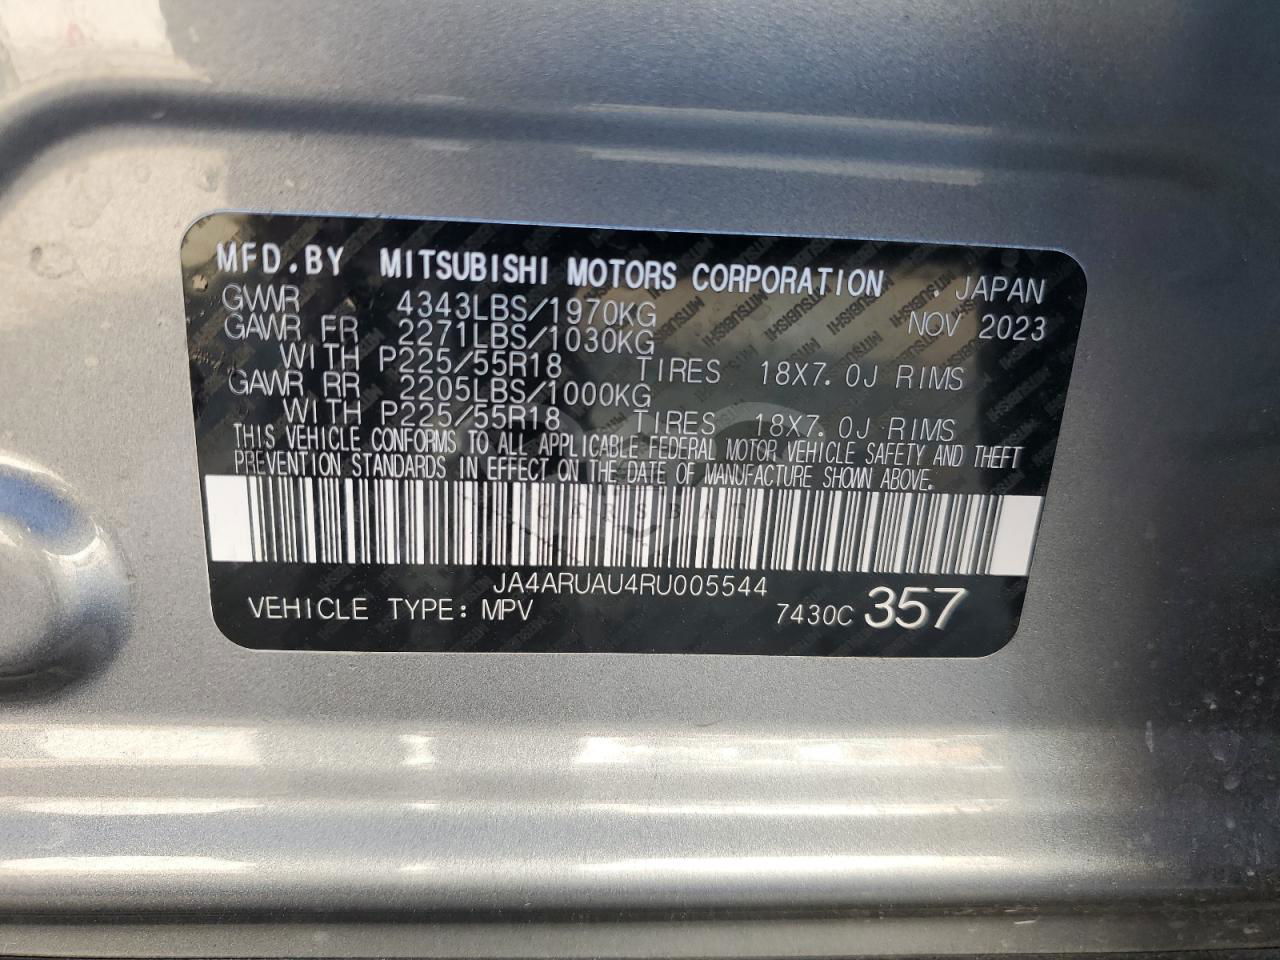 MFD.BY MITSUBISHI MOTORS CORPORATION, JAPAN
GVWR 4343LBS/1970KG NOV 2023
GAWR FR 2271LBS/1030KG
WITH P225/55R18 TIRES 18X7.0J RIMS
GAWR RR 2205LBS/1000KG
WITH P225/55R18 TIRES 18X7.0J RIMS
THIS VEHICLE CONFORMS TO ALL APPLICABLE FEDERAL MOTOR VEHICLE SAFETY AND THEFT
PREVENTION STANDARDS IN EFFECT ON THE DATE OF MANUFACTURE SHOWN ABOVE.
JA4ARUAU4RU005544
VEHICLE TYPE: MPV 7430C 357